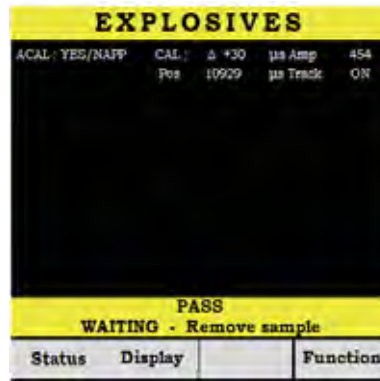 EXPLOSIVES
ACAL: YES/NAPP CAL: Δ +30 µs Amp 454
Pos 10929 µs Track ON
PASS
WAITING - Remove sample
Status Display Function